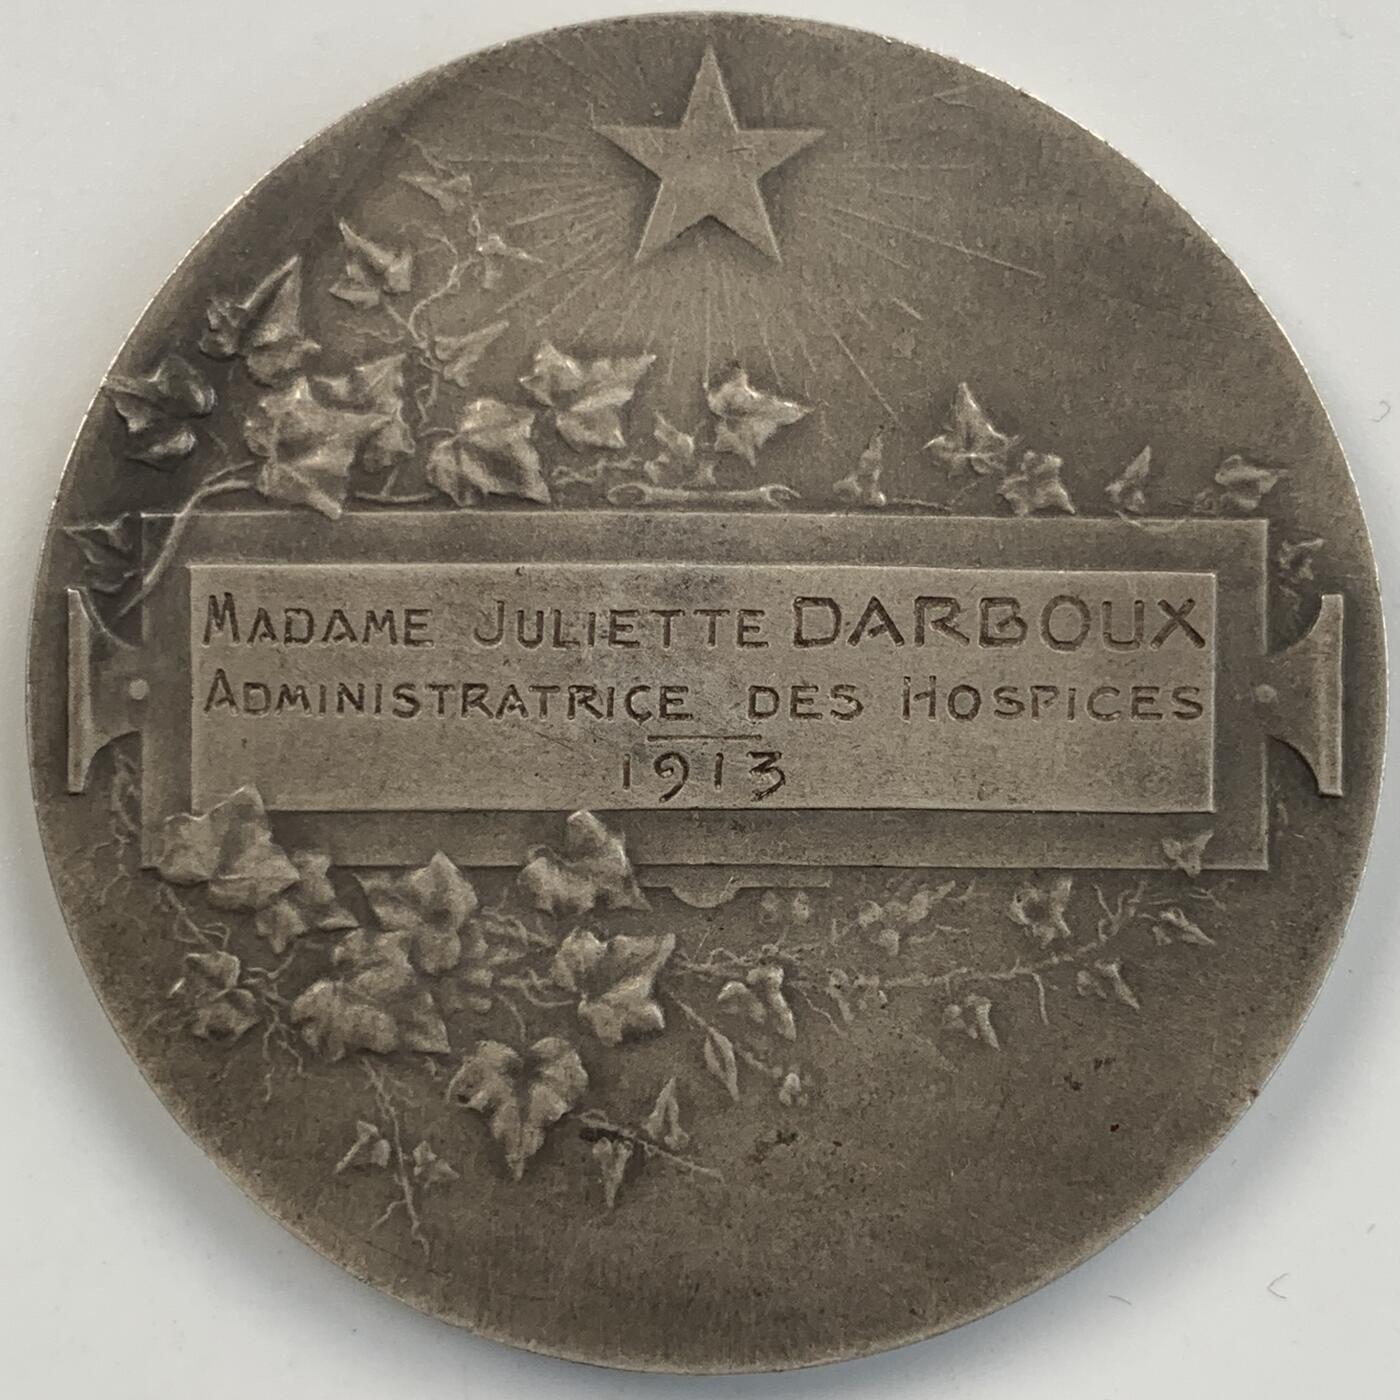 MADAME JULIETTE DARBOUX
ADMINISTRATRICE DES HOSPICES
1913